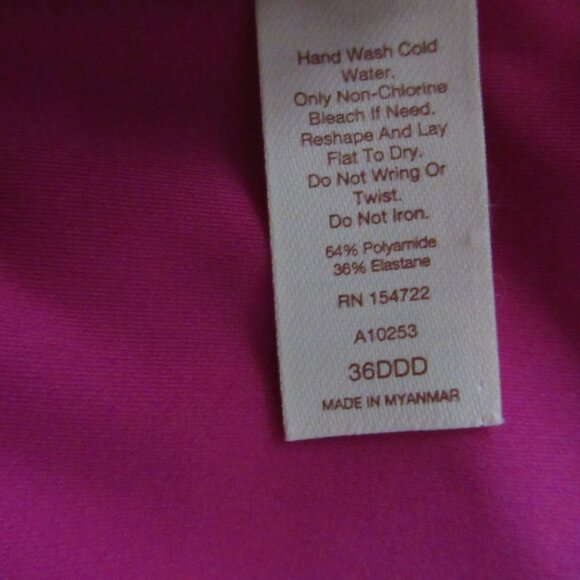 Hand Wash Cold
Water.
Only Non-Chlorine
Bleach If Need.
Reshape And Lay
Flat To Dry.
Do Not Wring Or
Twist.
Do Not Iron.
64% Polyamide
36% Elastane
RN 154722
A10253
36DDD
MADE IN MYANMAR